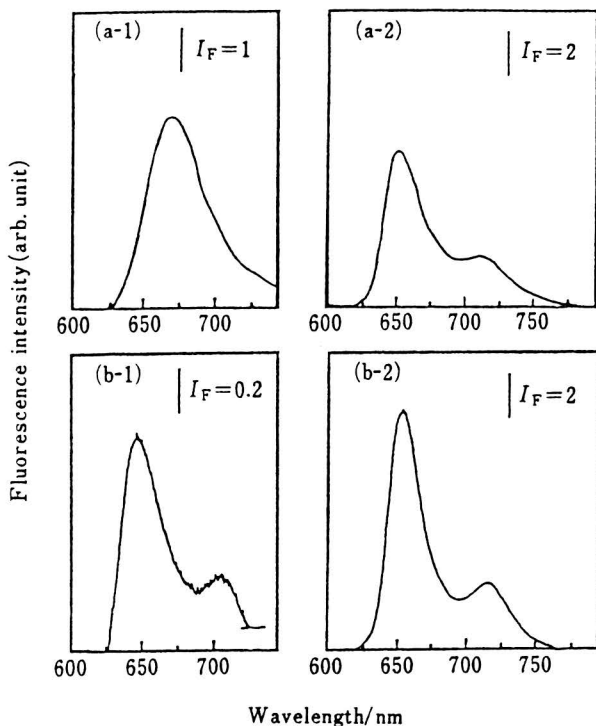 (a-1)
I_F=1
(a-2)
I_F=2
600 650 700
600 650 700 750
(b-1)
I_F=0.2
(b-2)
I_F=2
600 650 700
600 650 700 750
Fluorescence intensity (arb. unit)
Wavelength/nm